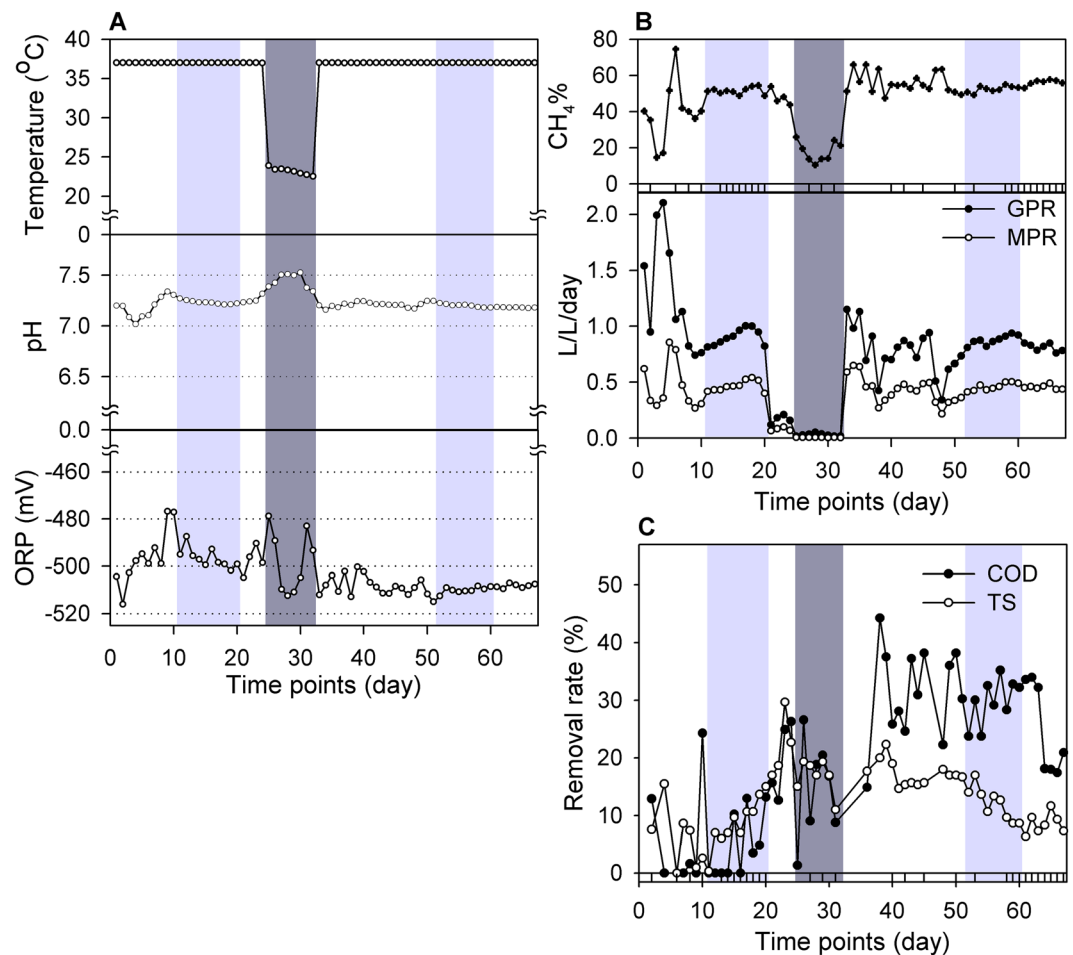 A
Temperature (°C)
40
35
30
25
20
0
pH
7.5
7.0
6.5
0.0
ORP (mV)
-460
-480
-500
-520
0 10 20 30 40 50 60
Time points (day)
B
CH4%
80
60
40
20
0
GPR
MPR
L/L/day
2.0
1.5
1.0
0.5
0.0
0 10 20 30 40 50 60
Time points (day)
C
COD
TS
Removal rate (%)
50
40
30
20
10
0
0 10 20 30 40 50 60
Time points (day)